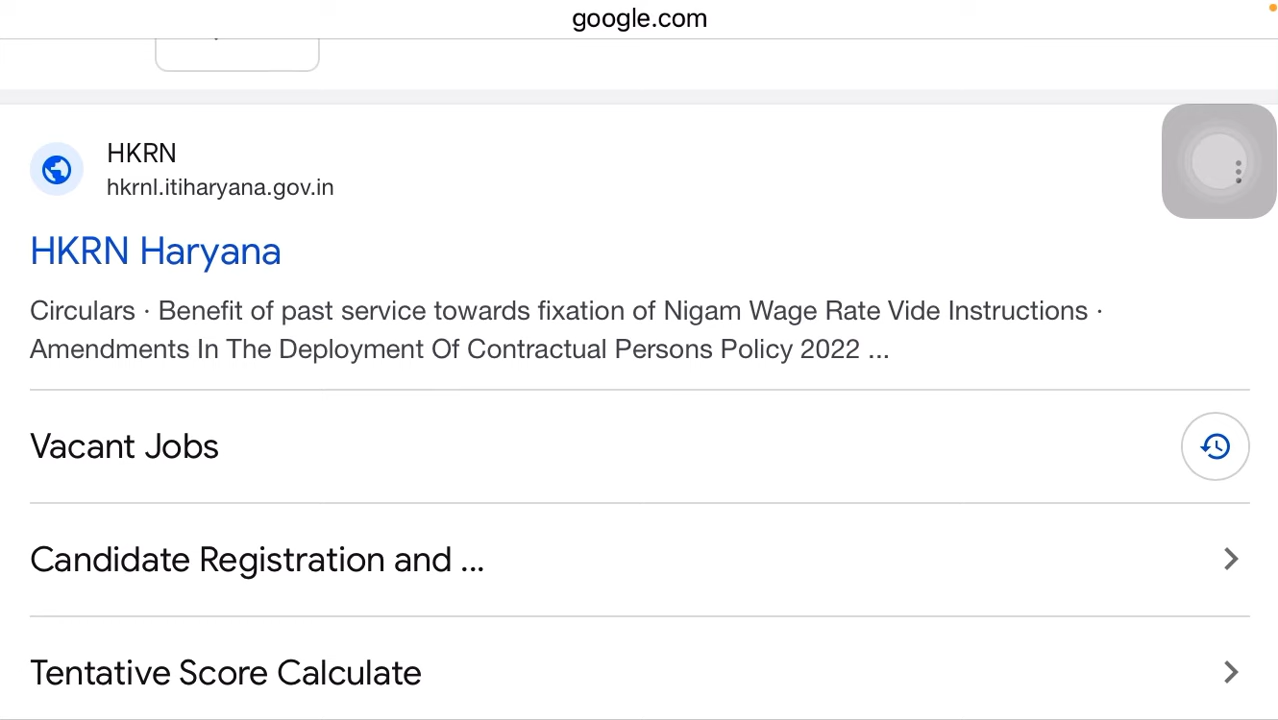 google.com
HKRN
hkrnl.itiharyana.gov.in
HKRN Haryana
Circulars · Benefit of past service towards fixation of Nigam Wage Rate Vide Instructions ·
Amendments In The Deployment Of Contractual Persons Policy 2022 ...
Vacant Jobs
Candidate Registration and ...
Tentative Score Calculate